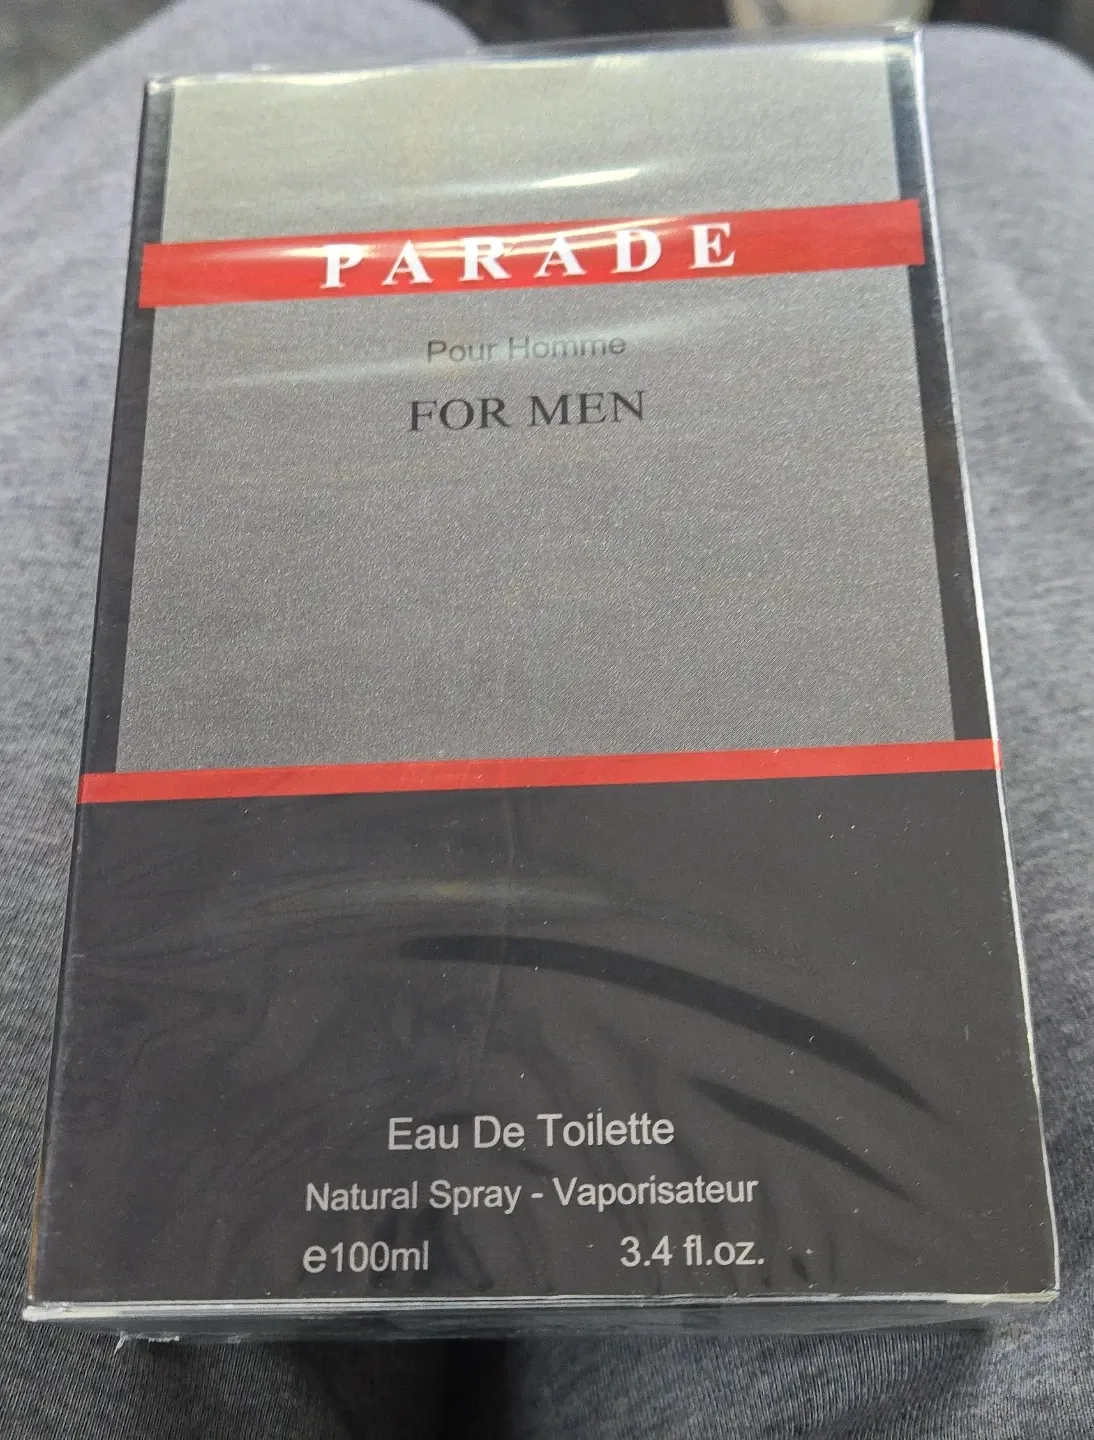 PARADE
Pour Homme
FOR MEN
Eau De Toilette
Natural Spray - Vaporisateur
e100ml 3.4 fl.oz.